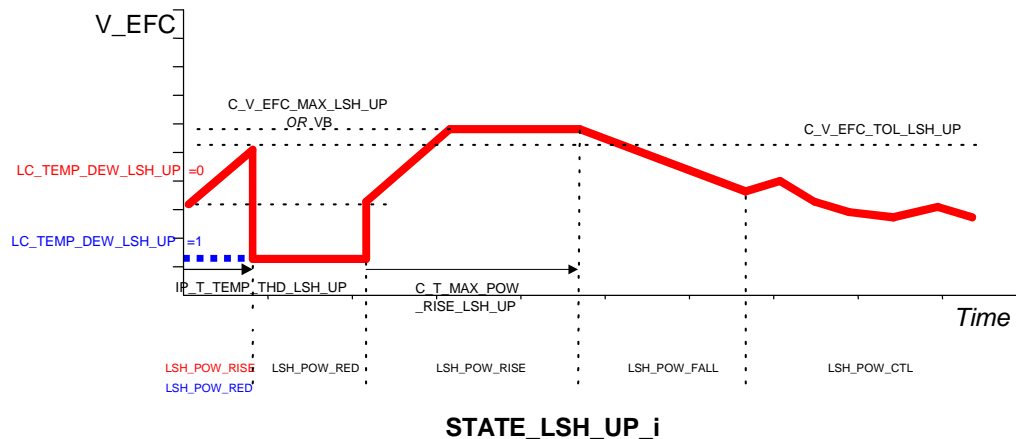 V_EFC
C_V_EFC_MAX_LSH_UP
OR VB
C_V_EFC_TOL_LSH_UP
LC_TEMP_DEW_LSH_UP =0
LC_TEMP_DEW_LSH_UP =1
IP_T_TEMP_THD_LSH_UP
C_T_MAX_POW
_RISE_LSH_UP
Time
LSH_POW_RISE LSH_POW_RED LSH_POW_RISE LSH_POW_FALL LSH_POW_CTL
LSH_POW_RED
STATE_LSH_UP_i